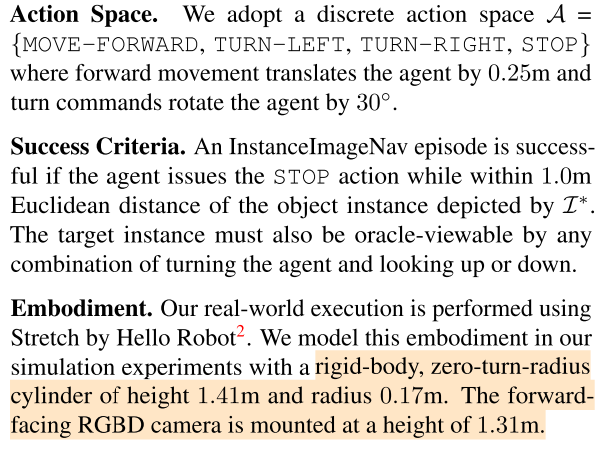 Action Space. We adopt a discrete action space 𝒜 =
{MOVE-FORWARD, TURN-LEFT, TURN-RIGHT, STOP}
where forward movement translates the agent by 0.25m and
turn commands rotate the agent by 30°.
Success Criteria. An InstanceImageNav episode is success-
ful if the agent issues the STOP action while within 1.0m
Euclidean distance of the object instance depicted by ℐ*.
The target instance must also be oracle-viewable by any
combination of turning the agent and looking up or down.
Embodiment. Our real-world execution is performed using
Stretch by Hello Robot². We model this embodiment in our
simulation experiments with a rigid-body, zero-turn-radius
cylinder of height 1.41m and radius 0.17m. The forward-
facing RGBD camera is mounted at a height of 1.31m.